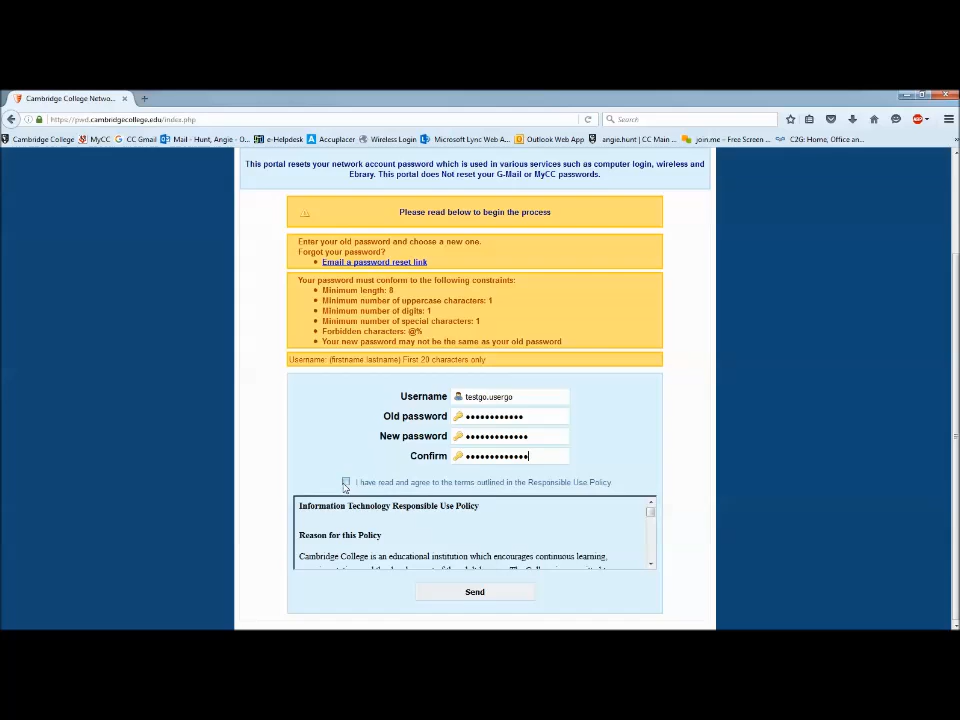 Cambridge College Netwo...
https://pwd.cambridgecollege.edu/index.php
Search
Cambridge College MyCC CC Gmail Mail - Hunt, Angie - O... e-Helpdesk Accuplacer Wireless Login Microsoft Lync Web A... Outlook Web App angie.hunt | CC Main ... join.me – Free Screen ... C2G: Home, Office an...
This portal resets your network account password which is used in various services such as computer login, wireless and
Ebrary. This portal does Not reset your G-Mail or MyCC passwords.
Please read below to begin the process
Enter your old password and choose a new one.
Forgot your password?
Email a password reset link
Your password must conform to the following constraints:
Minimum length: 8
Minimum number of uppercase characters: 1
Minimum number of digits: 1
Minimum number of special characters: 1
Forbidden characters: @%
Your new password may not be the same as your old password
Username: (firstname lastname) First 20 characters only
Username testgo.usergo
Old password ••••••••••••
New password •••••••••••••
Confirm •••••••••••••
I have read and agree to the terms outlined in the Responsible Use Policy
Information Technology Responsible Use Policy
Reason for this Policy
Cambridge College is an educational institution which encourages continuous learning,
Send